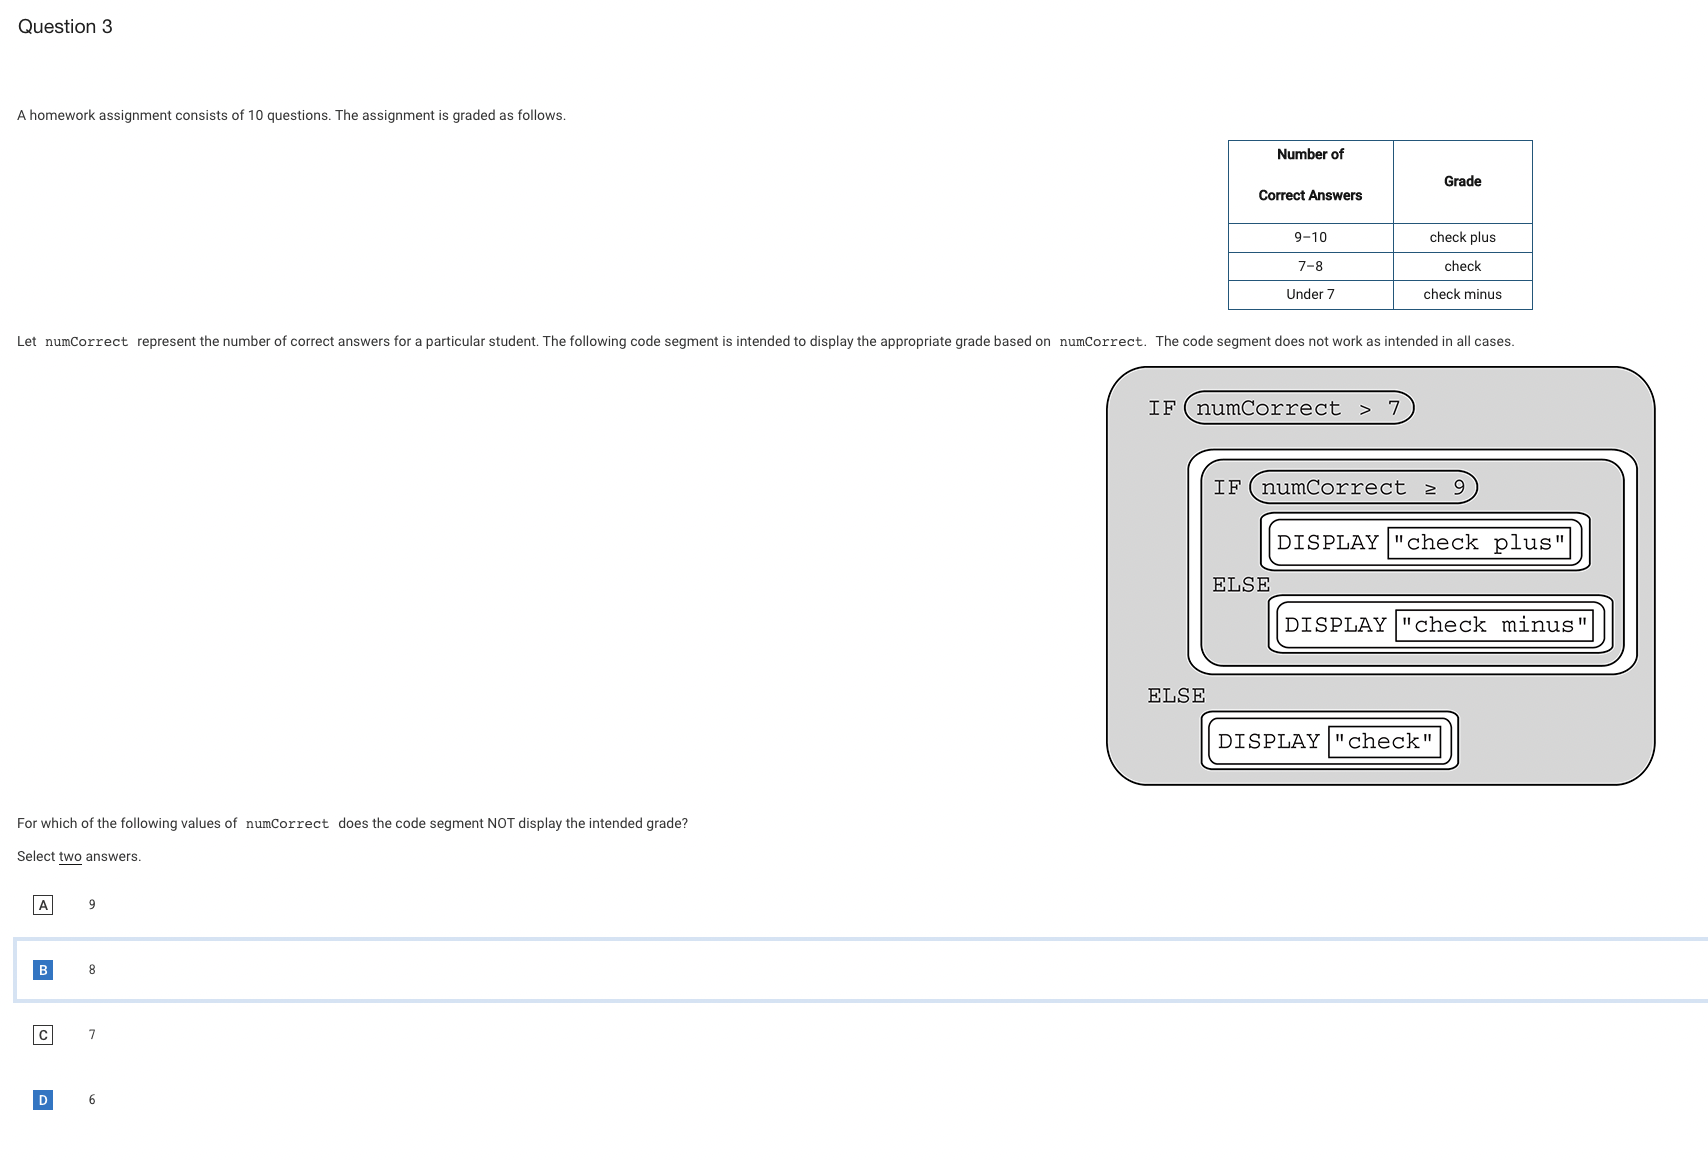 Question 3
A homework assignment consists of 10 questions. The assignment is graded as follows.
Number of
Correct Answers
Grade
9–10 check plus
7–8 check
Under 7 check minus
Let numCorrect represent the number of correct answers for a particular student. The following code segment is intended to display the appropriate grade based on numCorrect. The code segment does not work as intended in all cases.
IF numCorrect > 7
IF numCorrect ≥ 9
DISPLAY "check plus"
ELSE
DISPLAY "check minus"
ELSE
DISPLAY "check"
For which of the following values of numCorrect does the code segment NOT display the intended grade?
Select two answers.
A 9
B 8
C 7
D 6